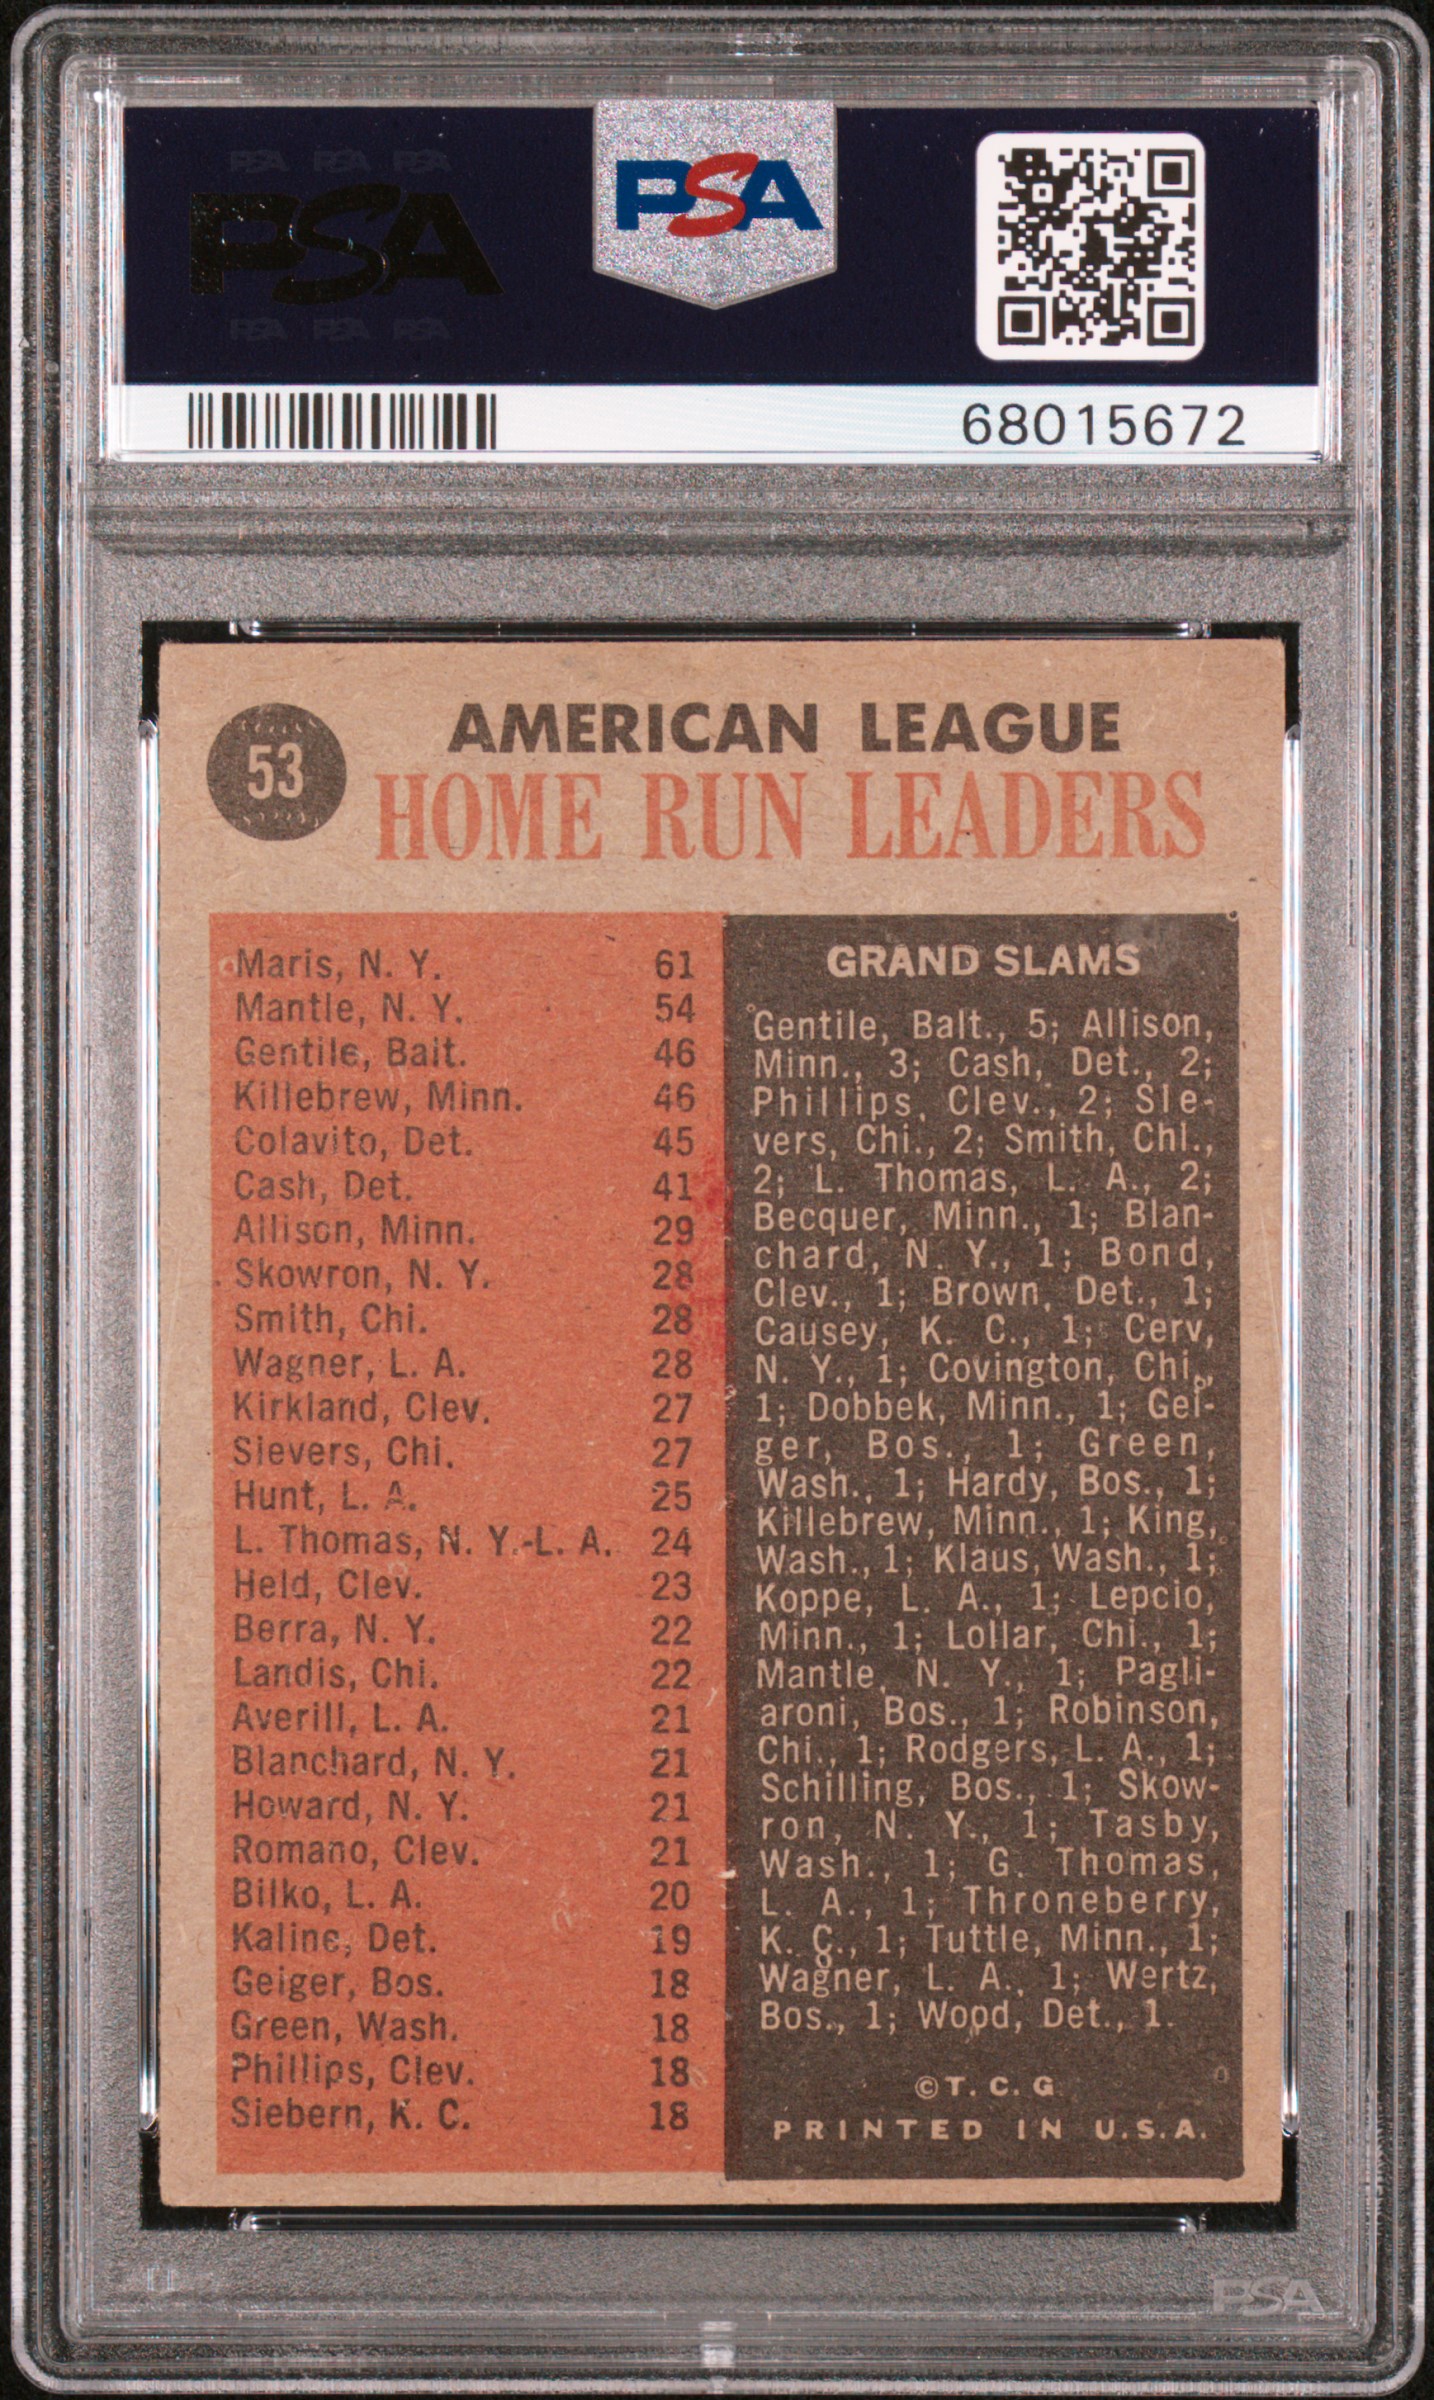 PSA PSA PSA
PSA
PSA PSA PSA
PSA
68015672
53
AMERICAN LEAGUE
HOME RUN LEADERS
Maris, N. Y. 61
Mantle, N. Y. 54
Gentile, Bait. 46
Killebrew, Minn. 46
Colavito, Det. 45
Cash, Det. 41
Allison, Minn. 29
Skowron, N. Y. 28
Smith, Chi. 28
Wagner, L. A. 28
Kirkland, Clev. 27
Sievers, Chi. 27
Hunt, L. A. 25
L. Thomas, N. Y.-L. A. 24
Held, Clev. 23
Berra, N. Y. 22
Landis, Chi. 22
Averill, L. A. 21
Blanchard, N. Y. 21
Howard, N. Y. 21
Romano, Clev. 21
Bilko, L. A. 20
Kaline, Det. 19
Geiger, Bos. 18
Green, Wash. 18
Phillips, Clev. 18
Siebern, K. C. 18
GRAND SLAMS
Gentile, Balt., 5; Allison,
Minn., 3; Cash, Det., 2;
Phillips, Clev., 2; Sie-
vers, Chi., 2; Smith, Chi.,
2; L. Thomas, L. A., 2;
Becquer, Minn., 1; Blan-
chard, N. Y., 1; Bond,
Clev., 1; Brown, Det., 1;
Causey, K. C., 1; Cerv,
N. Y., 1; Covington, Chi.,
1; Dobbek, Minn., 1; Gei-
ger, Bos., 1; Green,
Wash., 1; Hardy, Bos., 1;
Killebrew, Minn., 1; King,
Wash., 1; Klaus, Wash., 1;
Koppe, L. A., 1; Lepcio,
Minn., 1; Lollar, Chi., 1;
Mantle, N. Y., 1; Pagli-
aroni, Bos., 1; Robinson,
Chi., 1; Rodgers, L. A., 1;
Schilling, Bos., 1; Skow-
ron, N. Y., 1; Tasby,
Wash., 1; G. Thomas,
L. A., 1; Throneberry,
K. C., 1; Tuttle, Minn., 1;
Wagner, L. A., 1; Wertz,
Bos., 1; Wood, Det., 1.
©T. C. G.
PRINTED IN U.S.A.
PSA